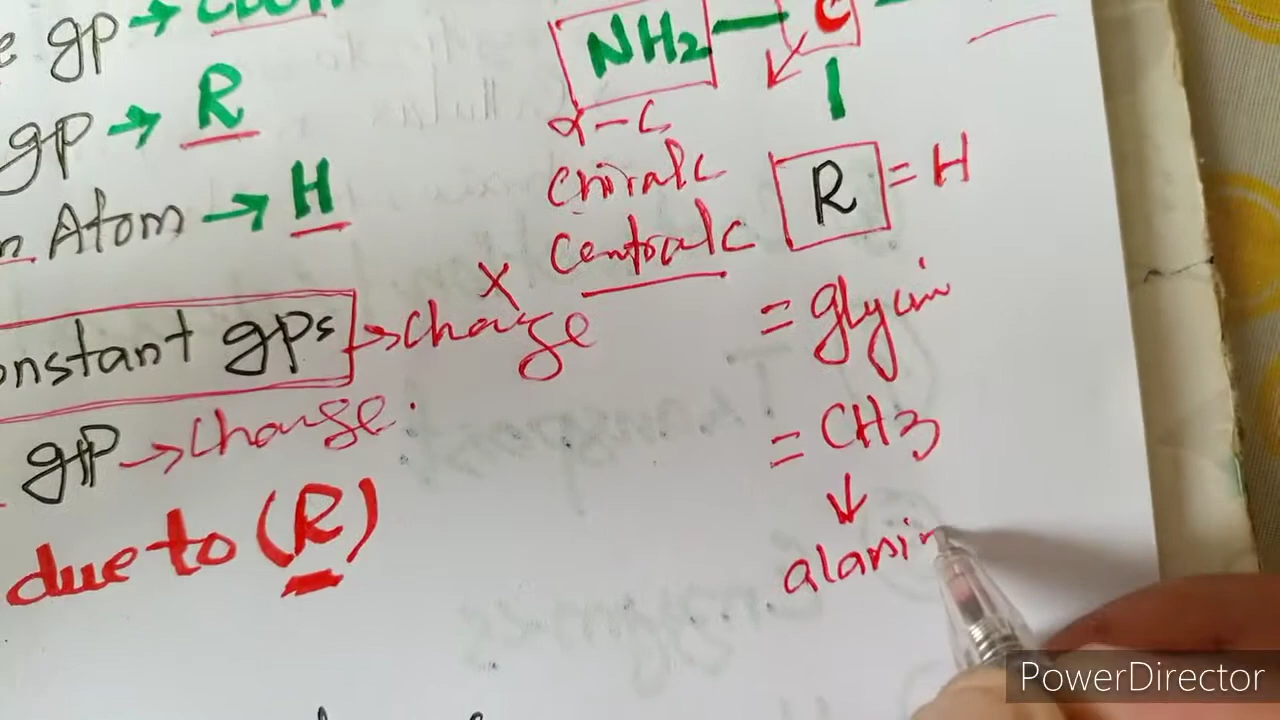 e gp → COOH
gp → R
n Atom → H
onstant gps → change
x
gp → change.
due to (R)
NH2 — C
α-C
Chiral C
Central C
R = H
= glycin
= CH3
↓
alanin
PowerDirector